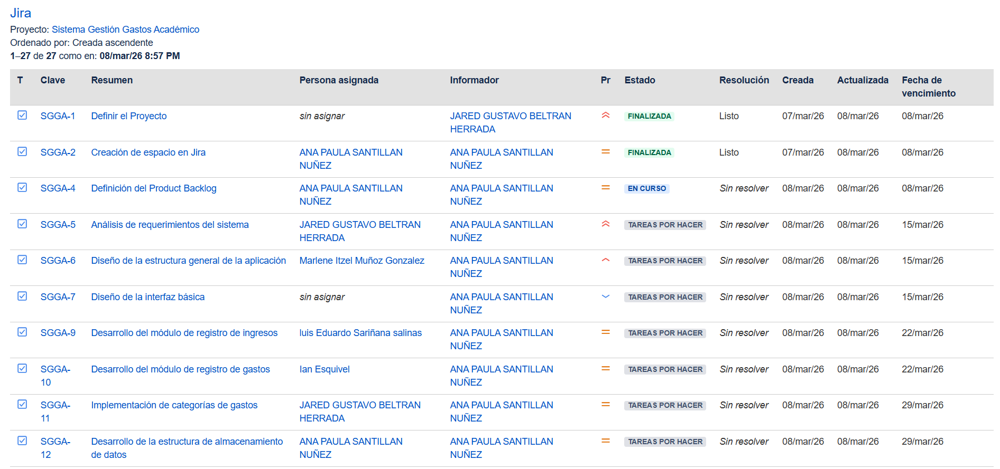 Jira
Proyecto: Sistema Gestión Gastos Académico
Ordenado por: Creada ascendente
1–27 de 27 como en: 08/mar/26 8:57 PM
T Clave Resumen Persona asignada Informador Pr Estado Resolución Creada Actualizada Fecha de
vencimiento
SGGA-1 Definir el Proyecto sin asignar JARED GUSTAVO BELTRAN FINALIZADA Listo 07/mar/26 08/mar/26 08/mar/26
HERRADA
SGGA-2 Creación de espacio en Jira ANA PAULA SANTILLAN ANA PAULA SANTILLAN FINALIZADA Listo 07/mar/26 08/mar/26 08/mar/26
NUÑEZ NUÑEZ
SGGA-4 Definición del Product Backlog ANA PAULA SANTILLAN ANA PAULA SANTILLAN EN CURSO Sin resolver 08/mar/26 08/mar/26 08/mar/26
NUÑEZ NUÑEZ
SGGA-5 Análisis de requerimientos del sistema JARED GUSTAVO BELTRAN ANA PAULA SANTILLAN TAREAS POR HACER Sin resolver 08/mar/26 08/mar/26 15/mar/26
HERRADA NUÑEZ
SGGA-6 Diseño de la estructura general de la aplicación Marlene Itzel Muñoz Gonzalez ANA PAULA SANTILLAN TAREAS POR HACER Sin resolver 08/mar/26 08/mar/26 15/mar/26
NUÑEZ
SGGA-7 Diseño de la interfaz básica sin asignar ANA PAULA SANTILLAN TAREAS POR HACER Sin resolver 08/mar/26 08/mar/26 15/mar/26
NUÑEZ
SGGA-9 Desarrollo del módulo de registro de ingresos luis Eduardo Sariñana salinas ANA PAULA SANTILLAN TAREAS POR HACER Sin resolver 08/mar/26 08/mar/26 22/mar/26
NUÑEZ
SGGA- Desarrollo del módulo de registro de gastos Ian Esquivel ANA PAULA SANTILLAN TAREAS POR HACER Sin resolver 08/mar/26 08/mar/26 22/mar/26
10 NUÑEZ
SGGA- Implementación de categorías de gastos JARED GUSTAVO BELTRAN ANA PAULA SANTILLAN TAREAS POR HACER Sin resolver 08/mar/26 08/mar/26 29/mar/26
11 HERRADA NUÑEZ
SGGA- Desarrollo de la estructura de almacenamiento ANA PAULA SANTILLAN ANA PAULA SANTILLAN TAREAS POR HACER Sin resolver 08/mar/26 08/mar/26 29/mar/26
12 de datos NUÑEZ NUÑEZ